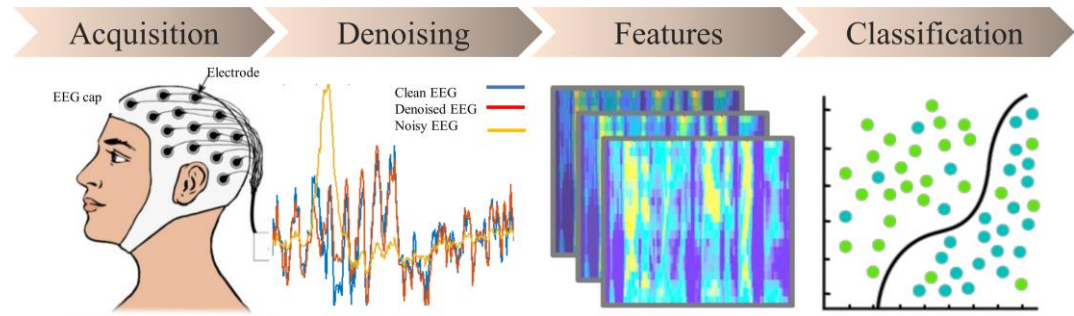 Acquisition
Denoising
Features
Classification
Electrode
EEG cap
Clean EEG
Denoised EEG
Noisy EEG